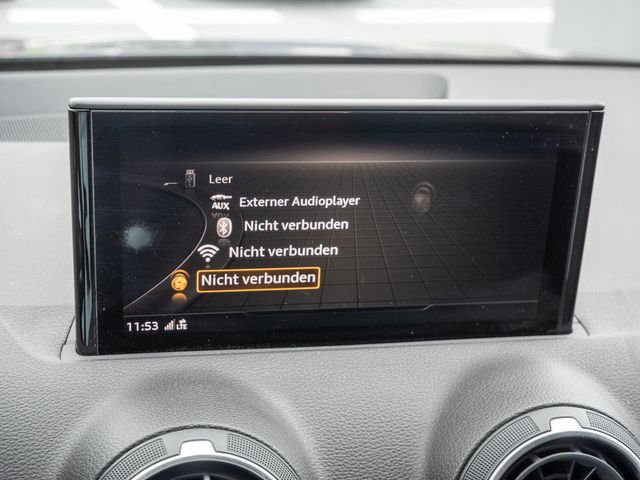 Leer
AUX Externer Audioplayer
Nicht verbunden
Nicht verbunden
Nicht verbunden
11:53 LTE